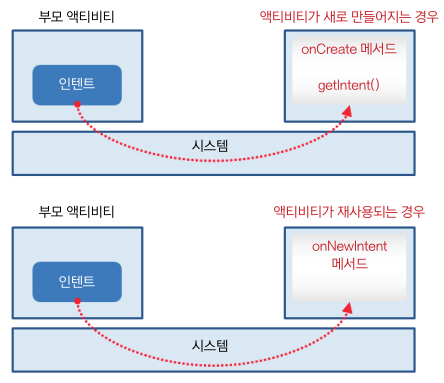 부모 액티비티
액티비티가 새로 만들어지는 경우
인텐트
onCreate 메서드
getIntent()
시스템
부모 액티비티
액티비티가 재사용되는 경우
인텐트
onNewIntent
메서드
시스템